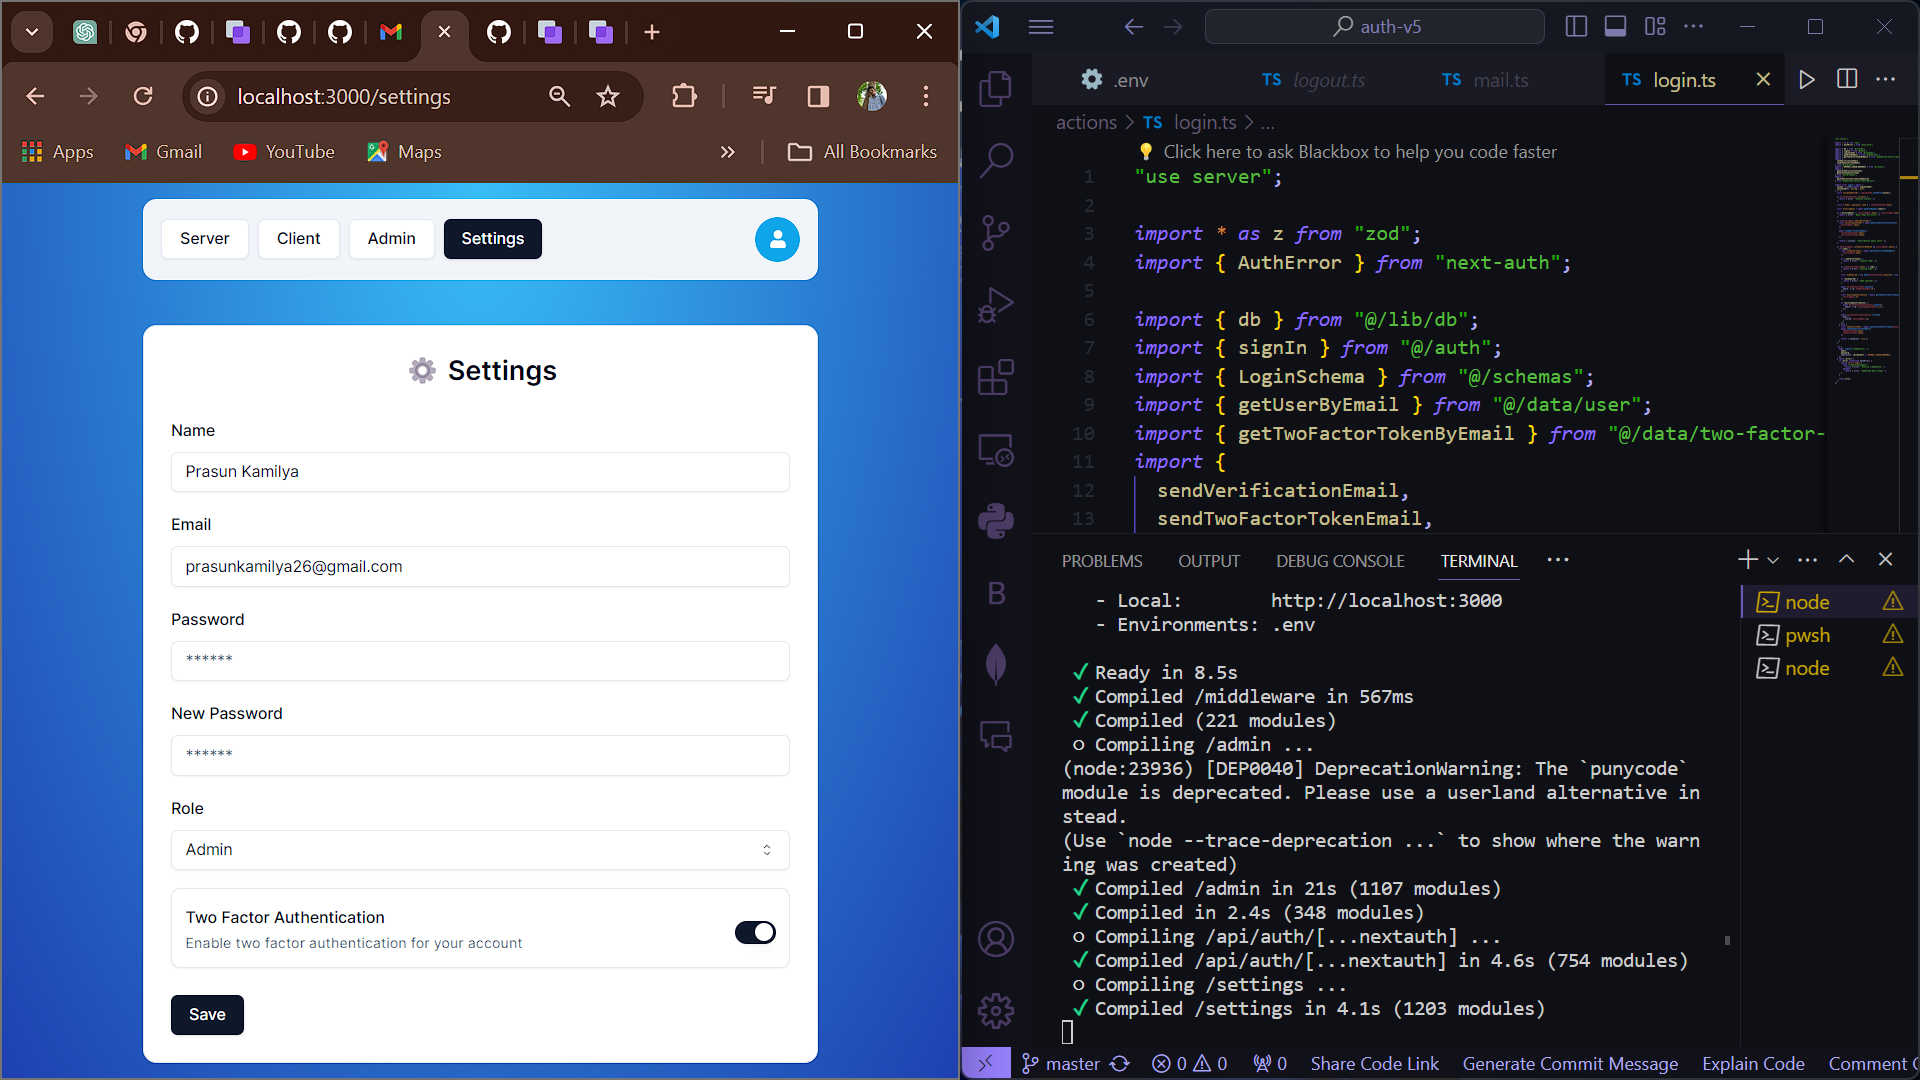 localhost:3000/settings
Apps
Gmail
YouTube
Maps
All Bookmarks
Server
Client
Admin
Settings
Settings
Name
Prasun Kamilya
Email
prasunkamilya26@gmail.com
Password
******
New Password
******
Role
Admin
Two Factor Authentication
Enable two factor authentication for your account
Save
auth-v5
.env
TS logout.ts
TS mail.ts
TS login.ts
actions > TS login.ts > ...
Click here to ask Blackbox to help you code faster
1 "use server";
2
3 import * as z from "zod";
4 import { AuthError } from "next-auth";
5
6 import { db } from "@/lib/db";
7 import { signIn } from "@/auth";
8 import { LoginSchema } from "@/schemas";
9 import { getUserByEmail } from "@/data/user";
10 import { getTwoFactorTokenByEmail } from "@/data/two-factor-
11 import {
12 sendVerificationEmail,
13 sendTwoFactorTokenEmail,
PROBLEMS
OUTPUT
DEBUG CONSOLE
TERMINAL
- Local: http://localhost:3000
- Environments: .env
✓ Ready in 8.5s
✓ Compiled /middleware in 567ms
✓ Compiled (221 modules)
○ Compiling /admin ...
(node:23936) [DEP0040] DeprecationWarning: The `punycode`
module is deprecated. Please use a userland alternative in
stead.
(Use `node --trace-deprecation ...` to show where the warn
ing was created)
✓ Compiled /admin in 21s (1107 modules)
✓ Compiled in 2.4s (348 modules)
○ Compiling /api/auth/[...nextauth] ...
✓ Compiled /api/auth/[...nextauth] in 4.6s (754 modules)
○ Compiling /settings ...
✓ Compiled /settings in 4.1s (1203 modules)
node
pwsh
node
master
0
0
0
Share Code Link
Generate Commit Message
Explain Code
Comment C